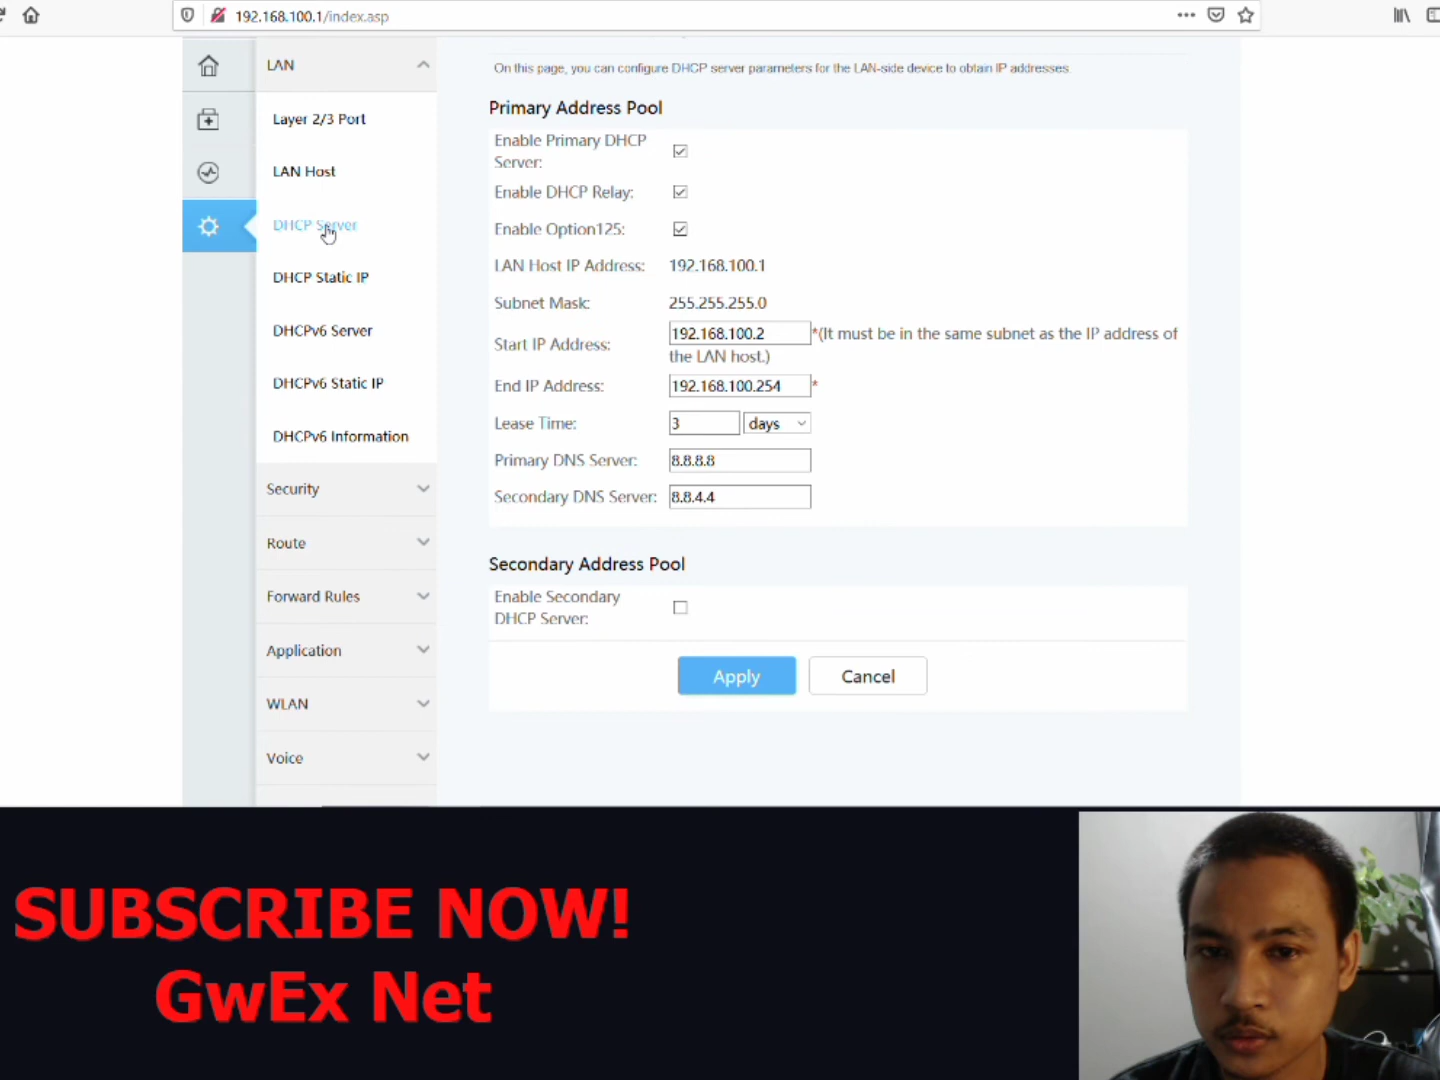 192.168.100.1/index.asp
LAN
Layer 2/3 Port
LAN Host
DHCP Server
DHCP Static IP
DHCPv6 Server
DHCPv6 Static IP
DHCPv6 Information
Security
Route
Forward Rules
Application
WLAN
Voice
On this page, you can configure DHCP server parameters for the LAN-side device to obtain IP addresses.
Primary Address Pool
Enable Primary DHCP
Server:
Enable DHCP Relay:
Enable Option125:
LAN Host IP Address: 192.168.100.1
Subnet Mask: 255.255.255.0
Start IP Address: 192.168.100.2 *(It must be in the same subnet as the IP address of
the LAN host.)
End IP Address: 192.168.100.254 *
Lease Time: 3 days
Primary DNS Server: 8.8.8.8
Secondary DNS Server: 8.8.4.4
Secondary Address Pool
Enable Secondary
DHCP Server:
Apply Cancel
SUBSCRIBE NOW!
GwEx Net